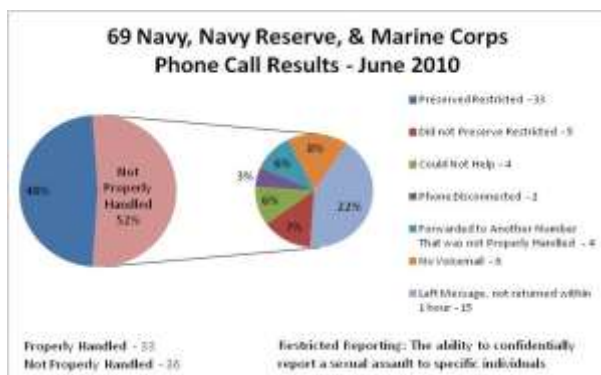 69 Navy, Navy Reserve, & Marine Corps
Phone Call Results - June 2010
48%
Not
Properly
Handled
52%
3%
6%
8%
6%
7%
22%
Preserved Restricted - 33
Did not Preserve Restricted - 5
Could Not Help - 4
Phone Disconnected - 2
Forwarded to Another Number
That was not Properly Handled - 4
No Voicemail - 6
Left Message, not returned within
1 hour - 15
Properly Handled - 33
Not Properly Handled - 36
Restricted Reporting: The ability to confidentially
report a sexual assault to specific individuals